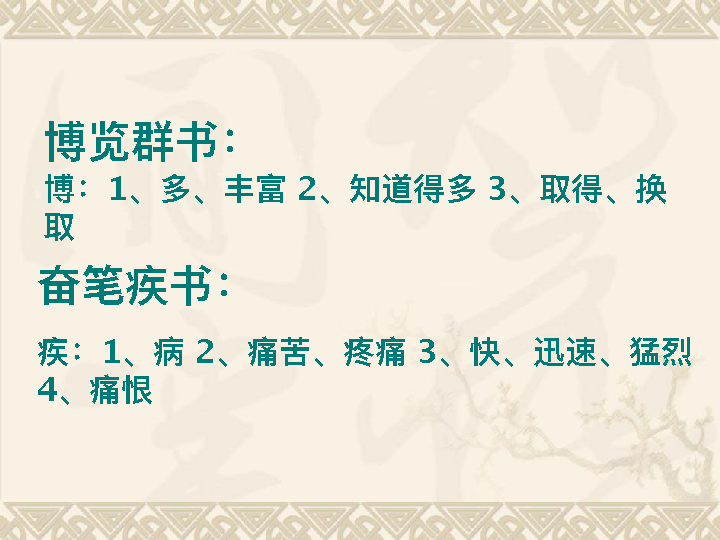 博览群书：
博：1、多、丰富 2、知道得多 3、取得、换
取
奋笔疾书：
疾：1、病 2、痛苦、疼痛 3、快、迅速、猛烈
4、痛恨